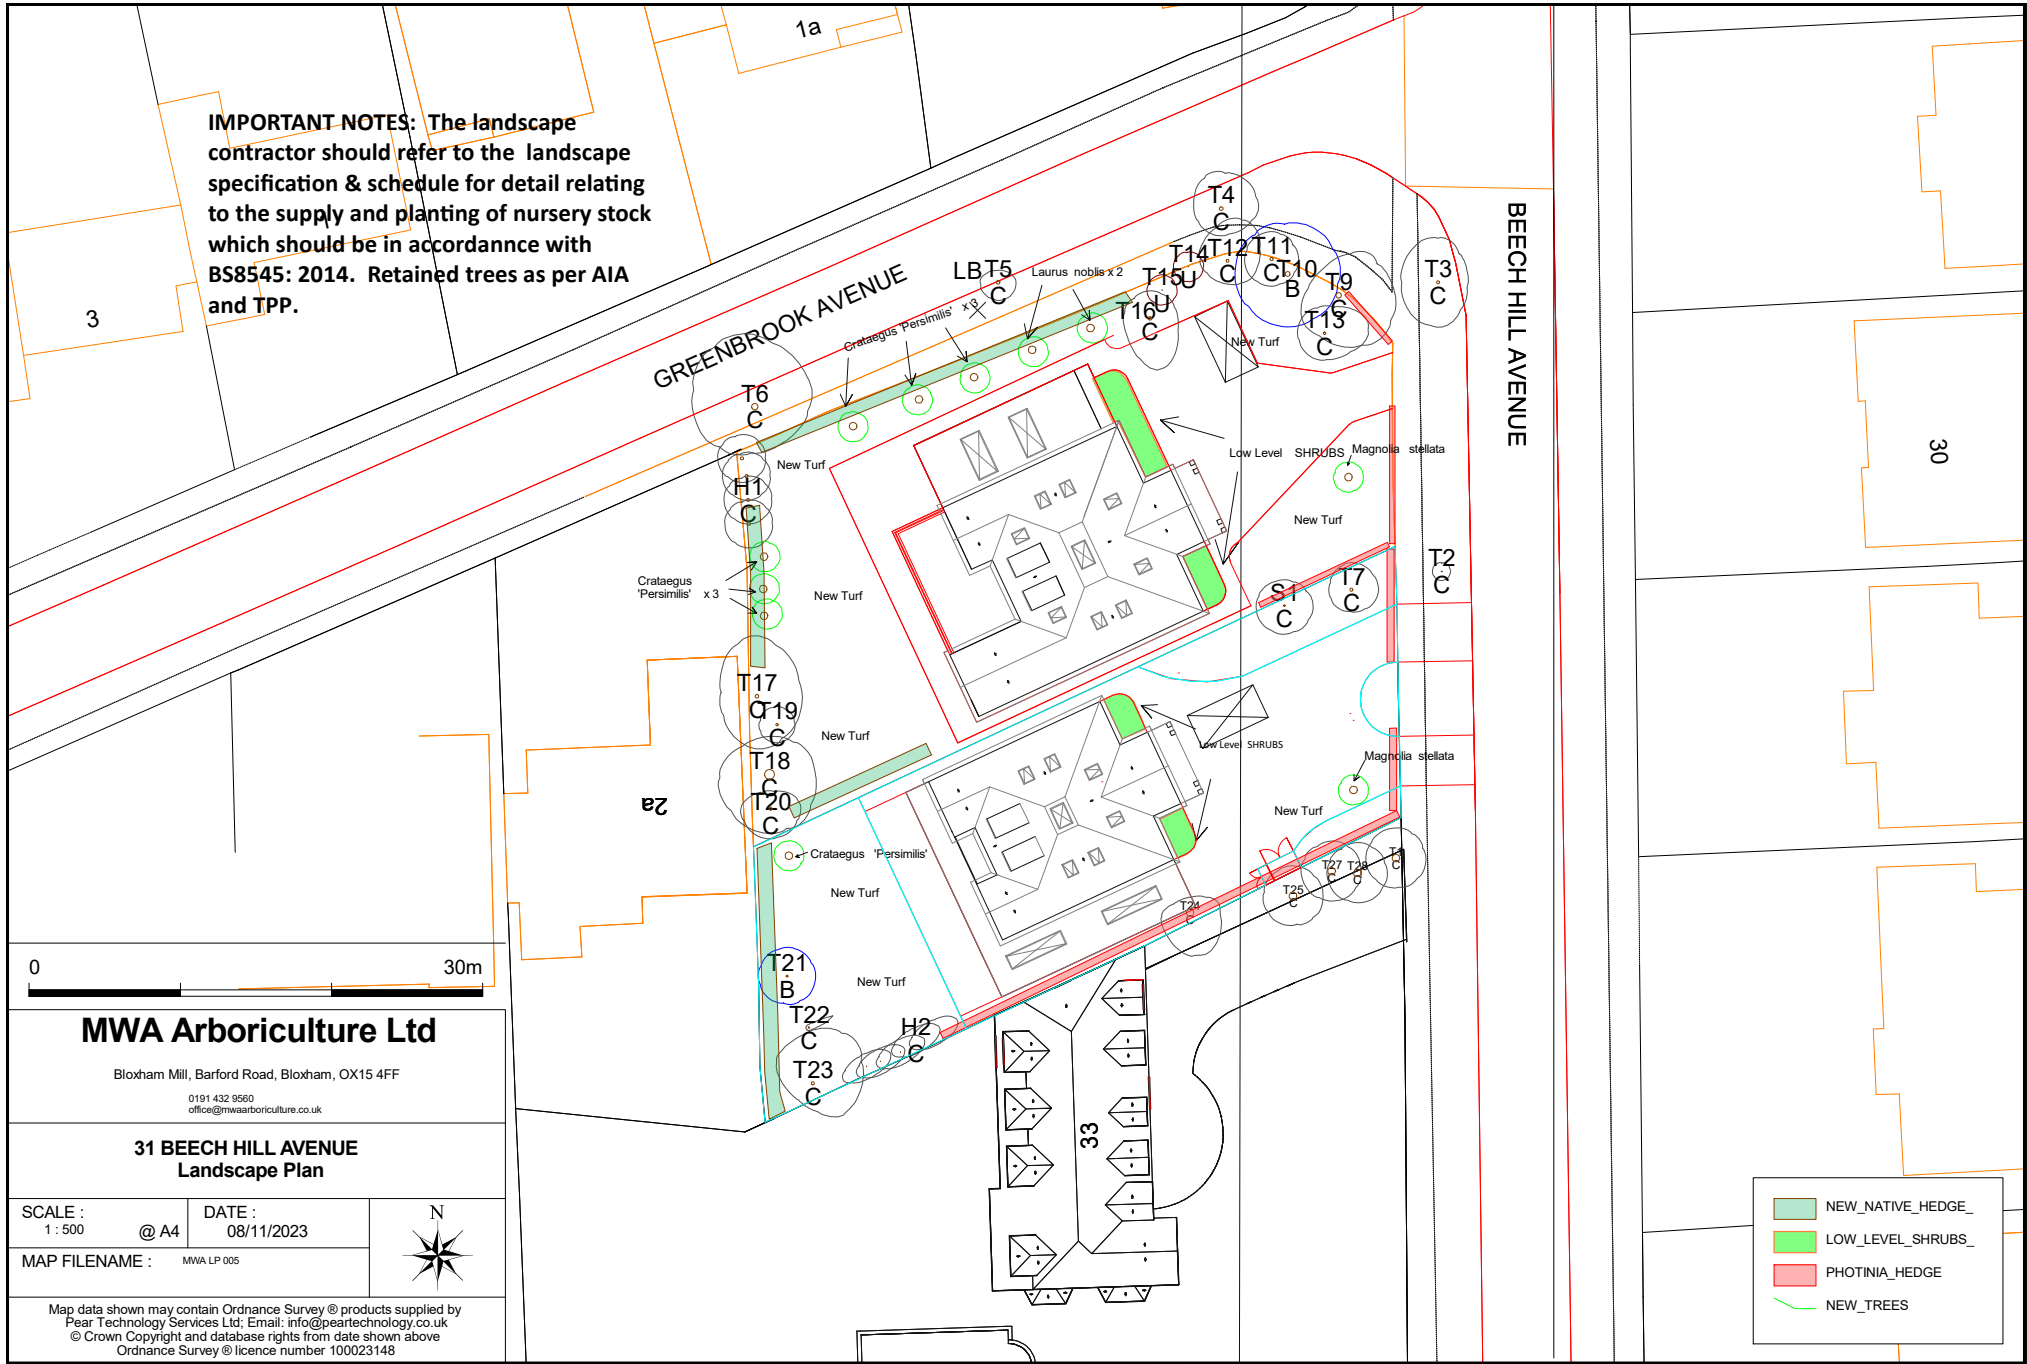 1a
IMPORTANT NOTES: The landscape
contractor should refer to the landscape
specification & schedule for detail relating
to the supply and planting of nursery stock
which should be in accordannce with
BS8545: 2014. Retained trees as per AIA
and TPP.
3
GREENBROOK AVENUE
BEECH HILL AVENUE
30
T4
C
T12
C
T11
C
T10
B
T9
C
T3
C
T14
U
T15
U
T16
C
T13
C
LB
T5
C
Laurus noblis x 2
Crataegus 'Persimilis' x 3
New Turf
T6
C
New Turf
Low Level SHRUBS
Magnolia stellata
New Turf
H1
C
Crataegus
'Persimilis' x 3
New Turf
S1
C
T7
C
T2
C
T17
C
T19
C
New Turf
T18
C
T20
C
2a
Low Level SHRUBS
Magnolia stellata
New Turf
Crataegus 'Persimilis'
New Turf
T27
C
T28
C
T1
C
T25
C
T24
C
T21
B
New Turf
T22
C
H2
C
T23
C
33
0 30m
MWA Arboriculture Ltd
Bloxham Mill, Barford Road, Bloxham, OX15 4FF
0191 432 9560
office@mwaarboriculture.co.uk
31 BEECH HILL AVENUE
Landscape Plan
SCALE :
1 : 500 @ A4
DATE :
08/11/2023
N
MAP FILENAME : MWA LP 005
Map data shown may contain Ordnance Survey ® products supplied by
Pear Technology Services Ltd; Email: info@peartechnology.co.uk
© Crown Copyright and database rights from date shown above
Ordnance Survey ® licence number 100023148
NEW_NATIVE_HEDGE_
LOW_LEVEL_SHRUBS_
PHOTINIA_HEDGE
NEW_TREES